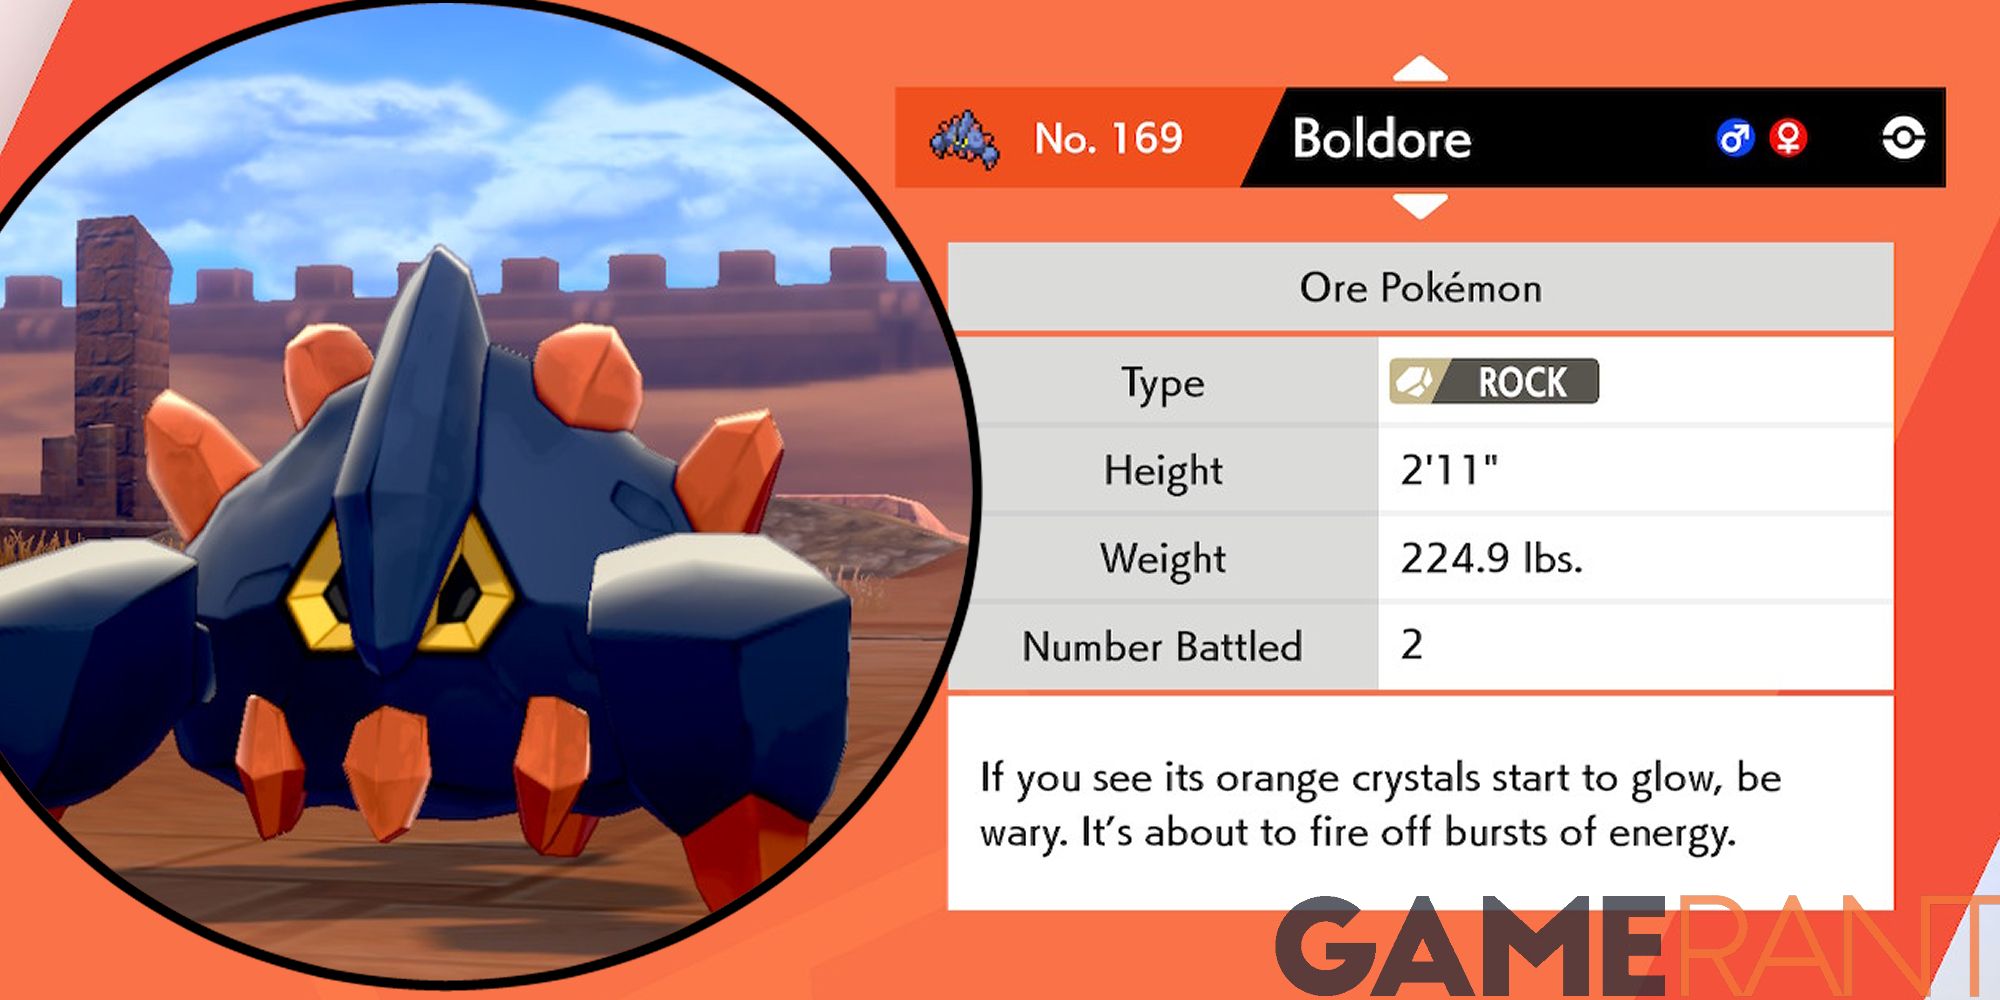 No. 169 Boldore
Ore Pokémon
Type ROCK
Height 2'11"
Weight 224.9 lbs.
Number Battled 2
If you see its orange crystals start to glow, be
wary. It's about to fire off bursts of energy.
GAMERANT